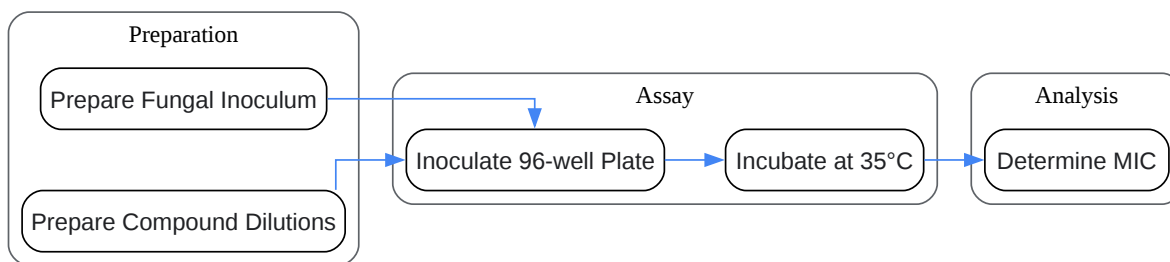 Preparation
Prepare Fungal Inoculum
Prepare Compound Dilutions
Assay
Inoculate 96-well Plate
Incubate at 35°C
Analysis
Determine MIC